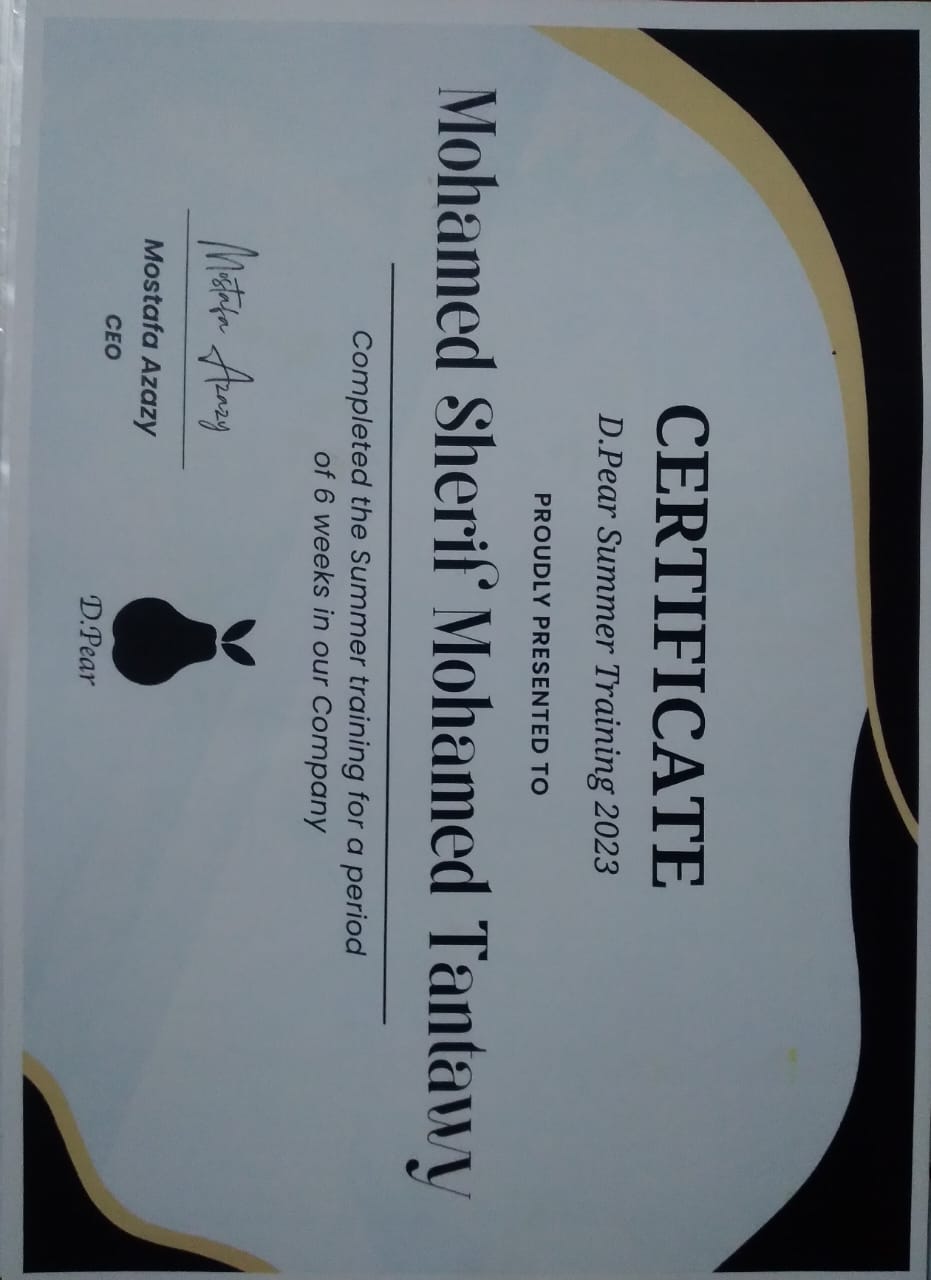 CERTIFICATE
D.Pear Summer Training 2023
PROUDLY PRESENTED TO
Mohamed Sherif Mohamed Tantawy
Completed the Summer training for a period
of 6 weeks in our Company
Mostafa Azazy
Mostafa Azazy
CEO
D.Pear